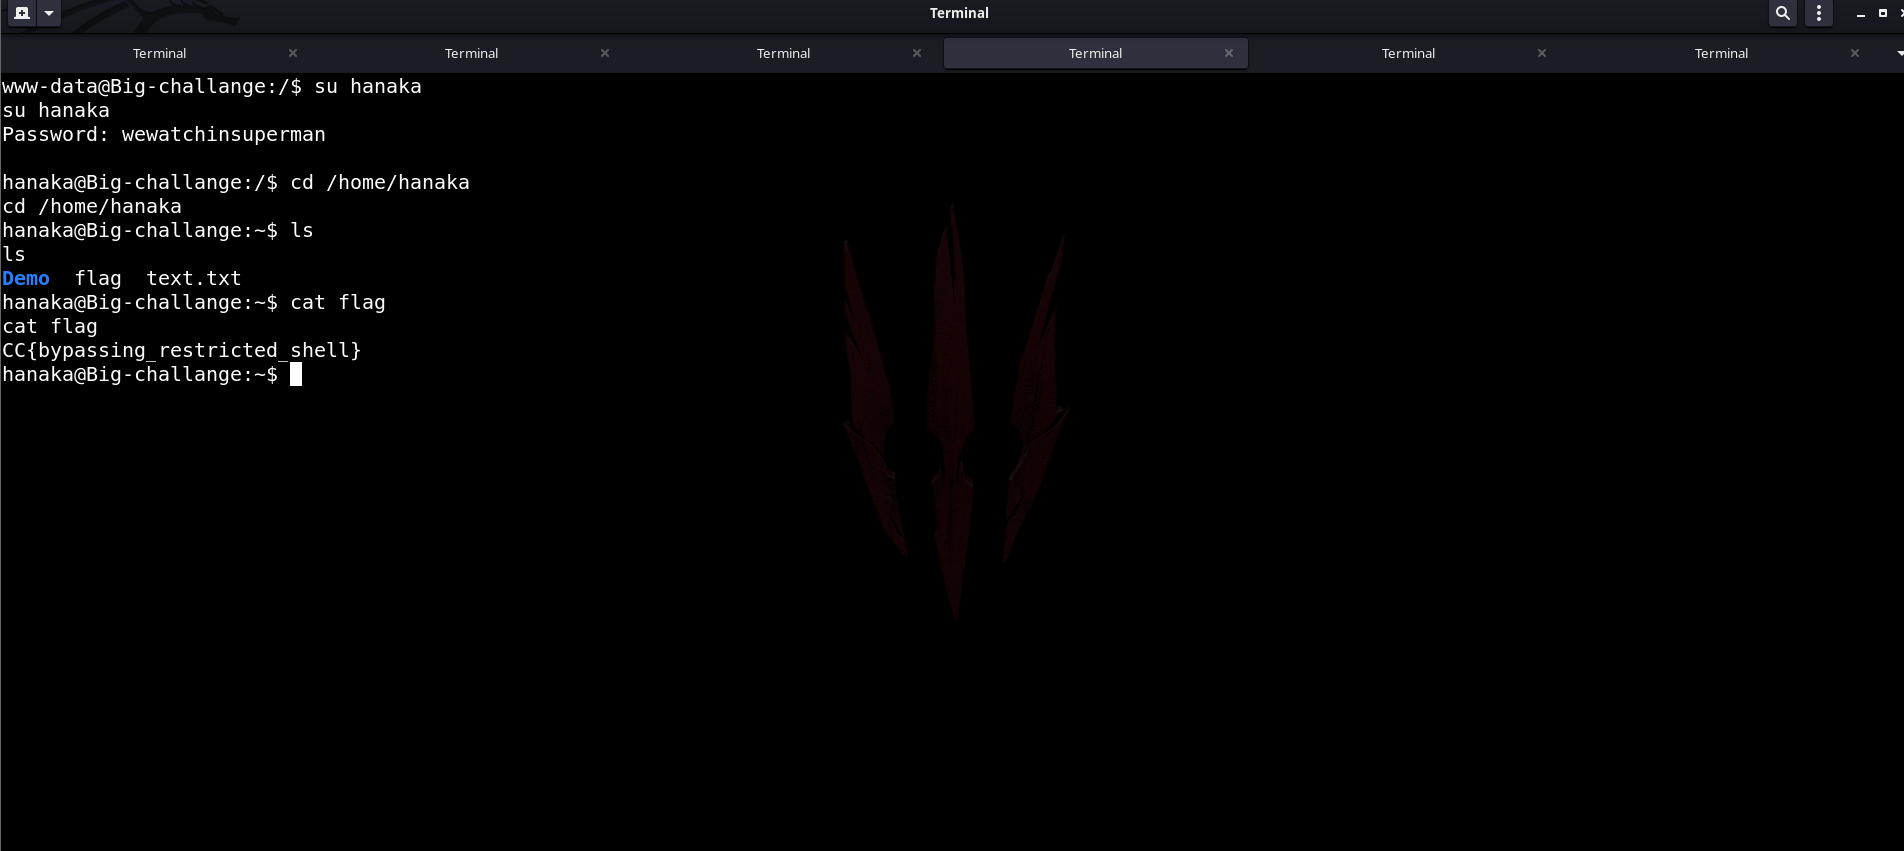 Terminal
Terminal Terminal Terminal Terminal Terminal Terminal
www-data@Big-challange:/$ su hanaka
su hanaka
Password: wewatchinsuperman
hanaka@Big-challange:/$ cd /home/hanaka
cd /home/hanaka
hanaka@Big-challange:~$ ls
ls
Demo  flag  text.txt
hanaka@Big-challange:~$ cat flag
cat flag
CC{bypassing_restricted_shell}
hanaka@Big-challange:~$